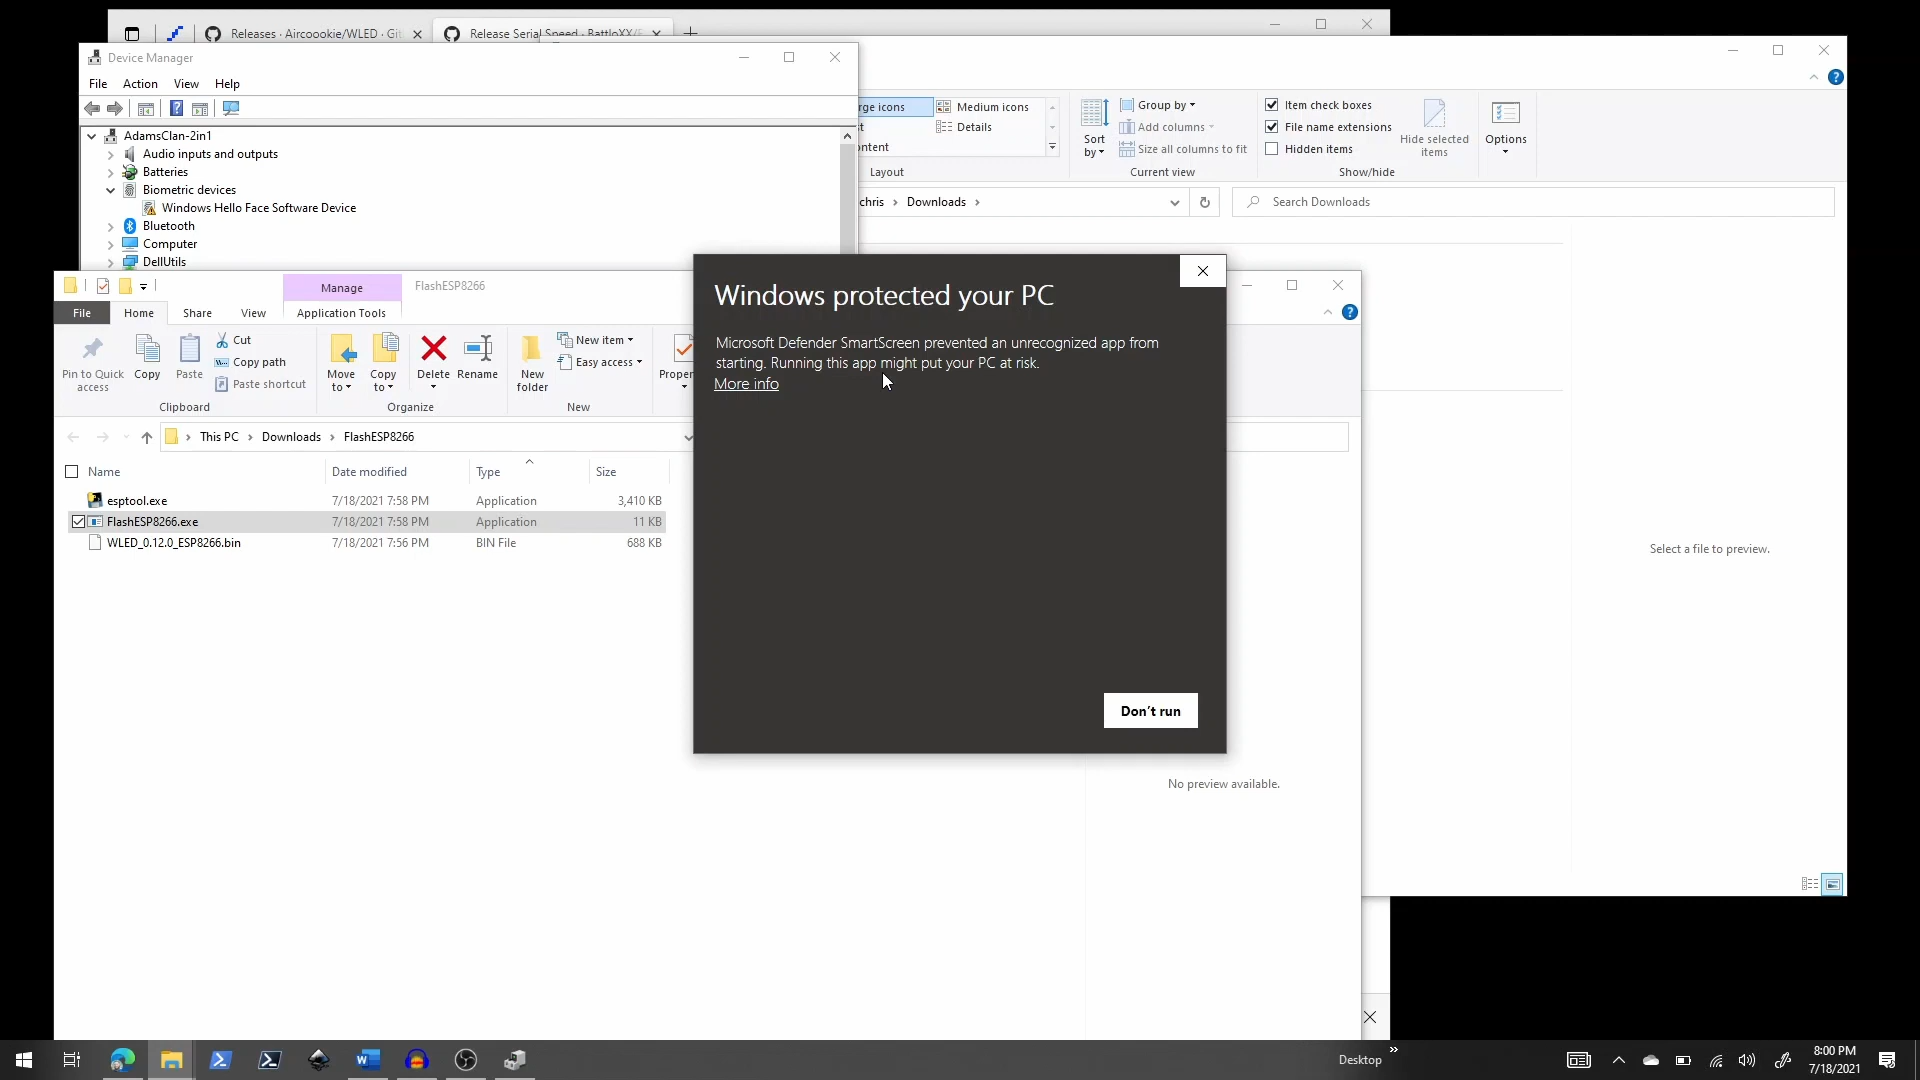 Releases · Aircoookie/WLED · Git
Release Serial Speed · BattloXX/E
Device Manager
File Action View Help
AdamsClan-2in1
Audio inputs and outputs
Batteries
Biometric devices
Windows Hello Face Software Device
Bluetooth
Computer
DellUtils
rge icons
Medium icons
st
Details
ontent
Layout
Sort
by
Group by
Add columns
Size all columns to fit
Current view
Item check boxes
File name extensions
Hidden items
Hide selected
items
Show/hide
Options
chris > Downloads >
Search Downloads
Select a file to preview.
Manage
FlashESP8266
File Home Share View Application Tools
Pin to Quick
access
Copy
Paste
Cut
Copy path
Paste shortcut
Clipboard
Move
to
Copy
to
Delete
Rename
Organize
New
folder
New item
Easy access
New
Proper
This PC > Downloads > FlashESP8266
Name Date modified Type Size
esptool.exe 7/18/2021 7:58 PM Application 3,410 KB
FlashESP8266.exe 7/18/2021 7:58 PM Application 11 KB
WLED_0.12.0_ESP8266.bin 7/18/2021 7:56 PM BIN File 688 KB
No preview available.
Windows protected your PC
Microsoft Defender SmartScreen prevented an unrecognized app from
starting. Running this app might put your PC at risk.
More info
Don't run
Desktop
8:00 PM
7/18/2021